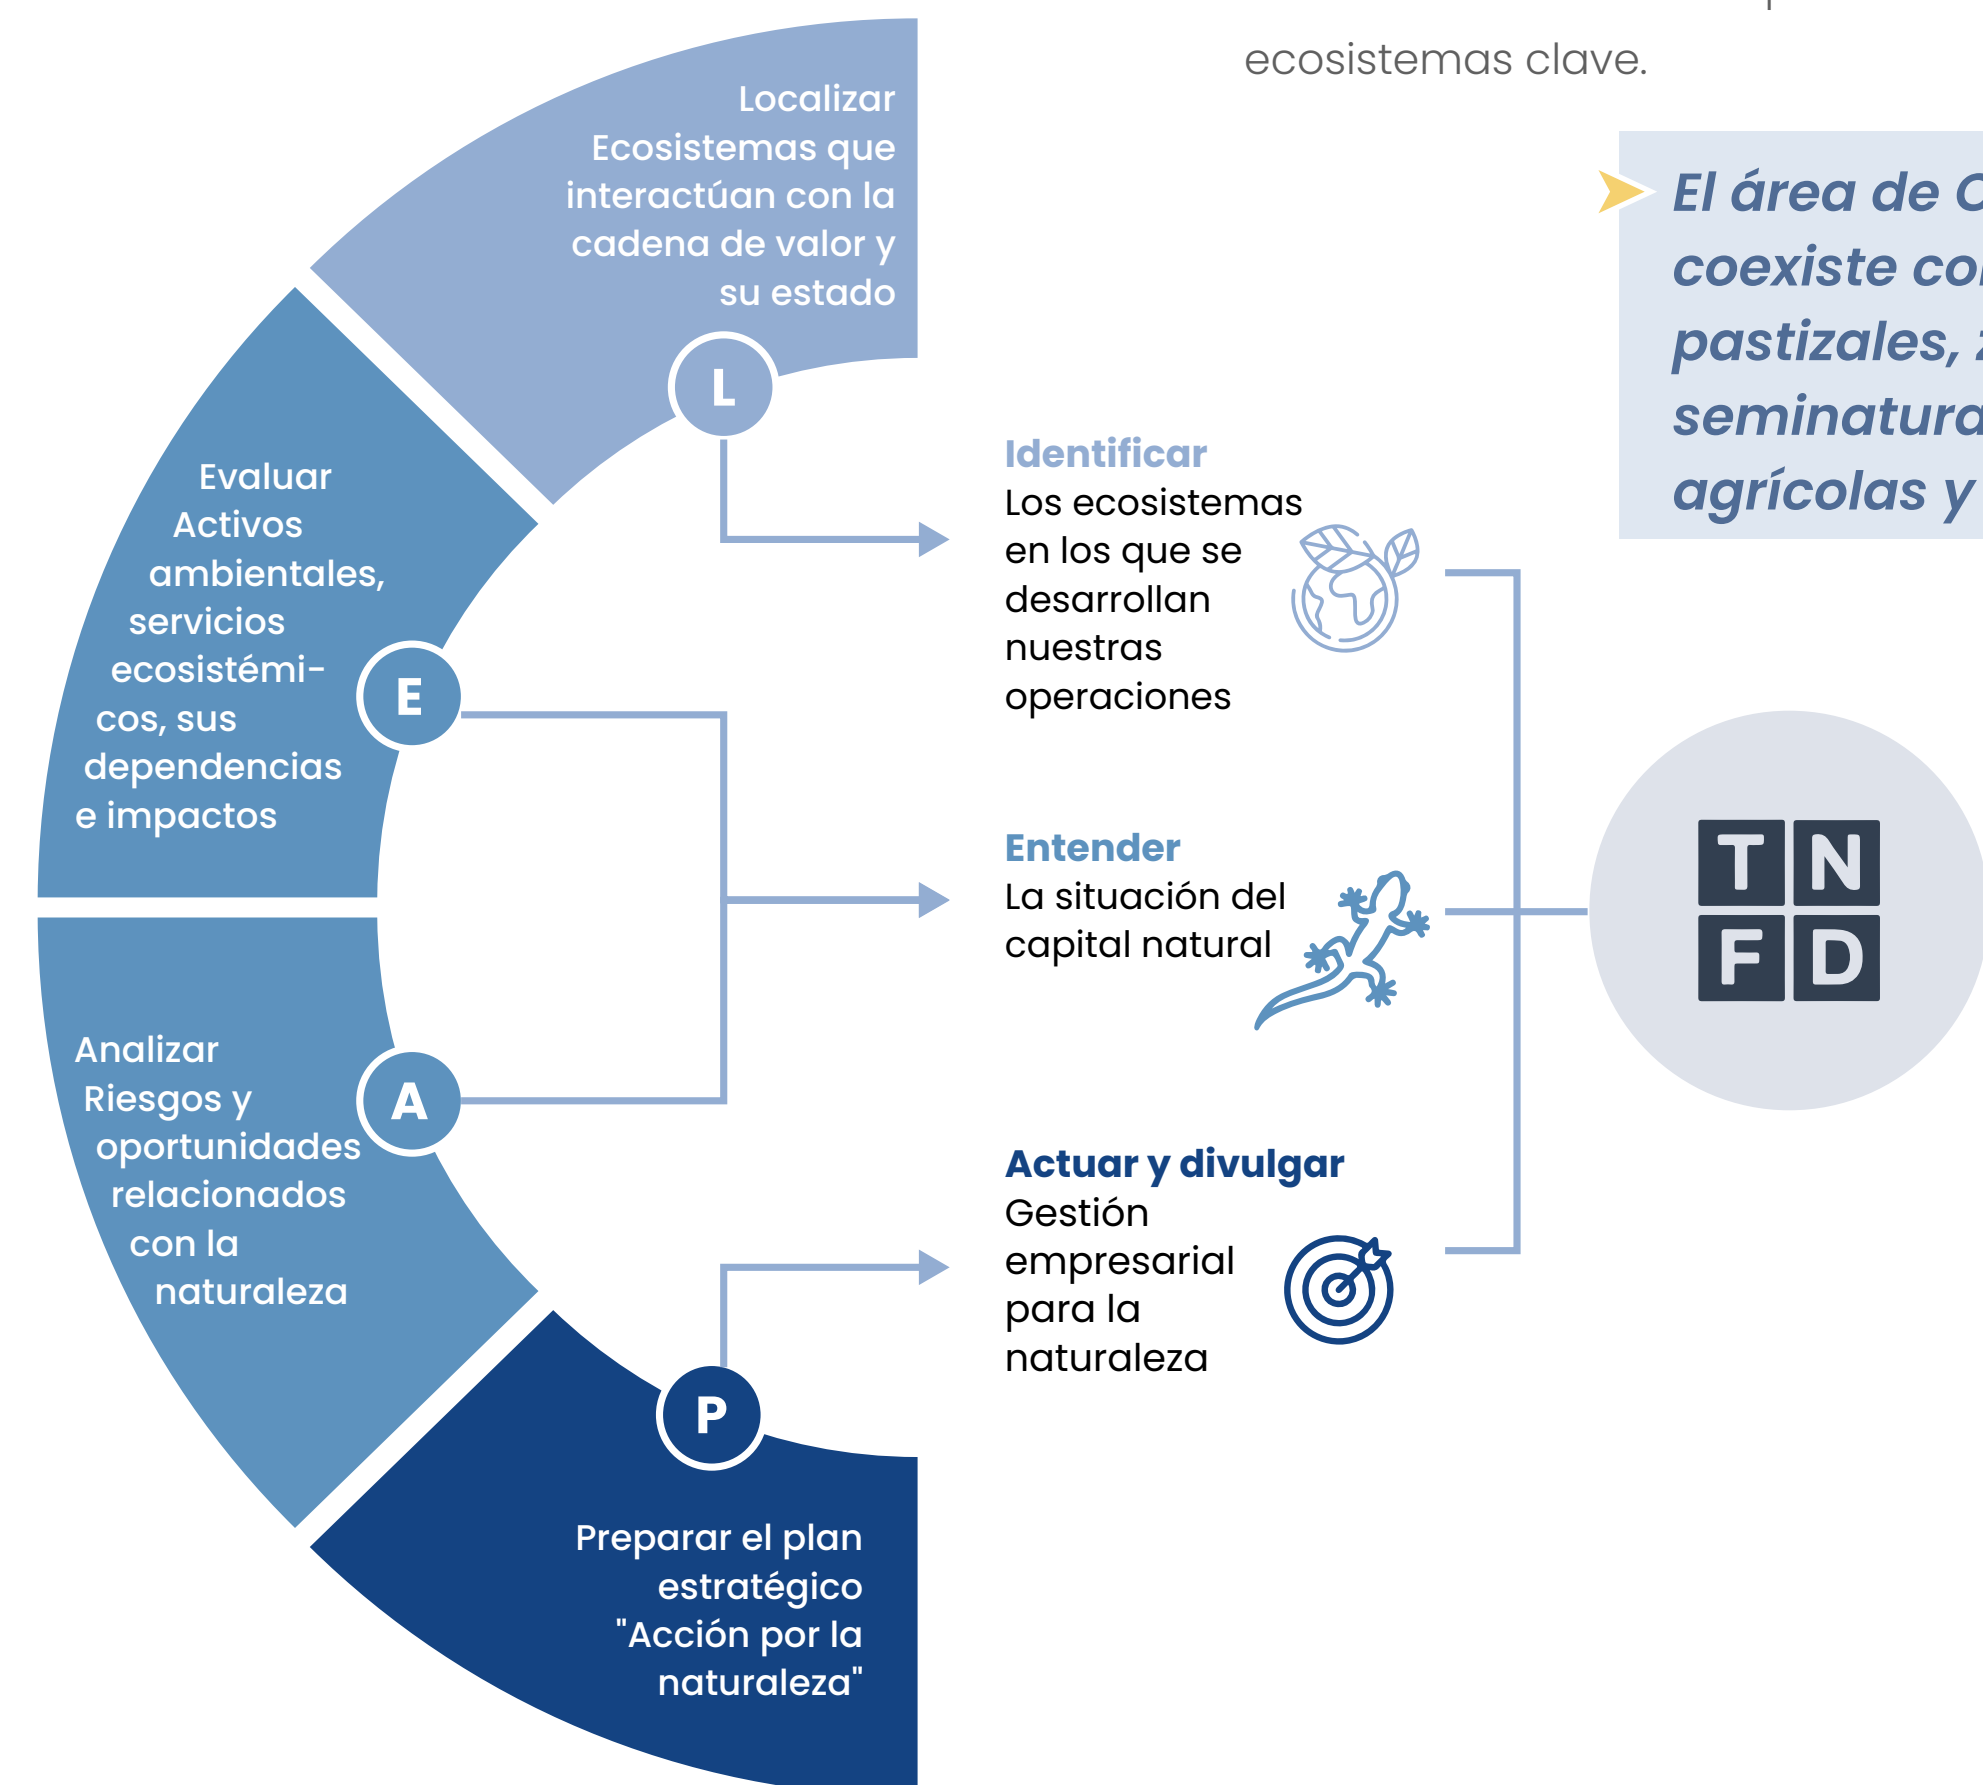 ecosistemas clave.
El área de
coexiste
pastizales,
seminatura
agrícolas y
Localizar
Ecosistemas que
interactúan con la
cadena de valor y
su estado
L
Evaluar
Activos
ambientales,
servicios
ecosistémi-
cos, sus
dependencias
e impactos
E
Analizar
Riesgos y
oportunidades
relacionados
con la
naturaleza
A
Preparar el plan
estratégico
"Acción por la
naturaleza"
P
Identificar
Los ecosistemas
en los que se
desarrollan
nuestras
operaciones
Entender
La situación del
capital natural
Actuar y divulgar
Gestión
empresarial
para la
naturaleza
T N
F D